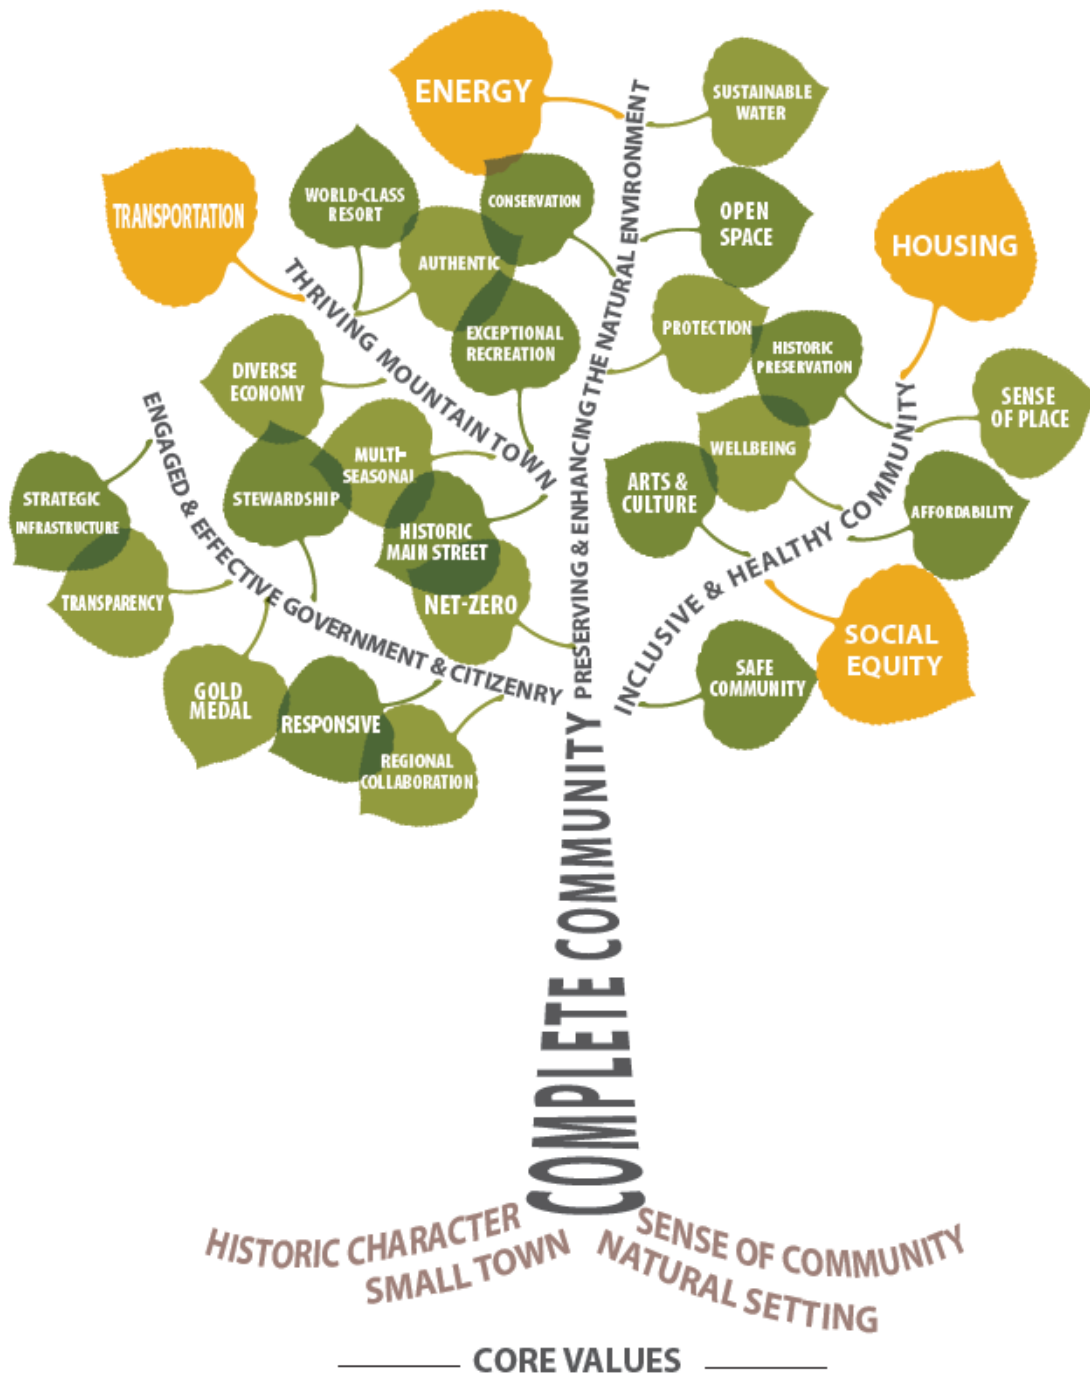 ENERGY
SUSTAINABLE
WATER
TRANSPORTATION
WORLD-CLASS
RESORT
CONSERVATION
OPEN
SPACE
HOUSING
AUTHENTIC
THRIVING MOUNTAIN TOWN
PRESERVING & ENHANCING THE NATURAL ENVIRONMENT
EXCEPTIONAL
RECREATION
PROTECTION
HISTORIC
PRESERVATION
DIVERSE
ECONOMY
SENSE
OF PLACE
ENGAGED & EFFECTIVE GOVERNMENT & CITIZENRY
INCLUSIVE & HEALTHY COMMUNITY
MULTI-
SEASONAL
WELLBEING
STRATEGIC
INFRASTRUCTURE
STEWARDSHIP
ARTS &
CULTURE
AFFORDABILITY
HISTORIC
MAIN STREET
TRANSPARENCY
NET-ZERO
SOCIAL
EQUITY
SAFE
COMMUNITY
GOLD
MEDAL
RESPONSIVE
REGIONAL
COLLABORATION
COMPLETE COMMUNITY
HISTORIC CHARACTER
SMALL TOWN
SENSE OF COMMUNITY
NATURAL SETTING
CORE VALUES